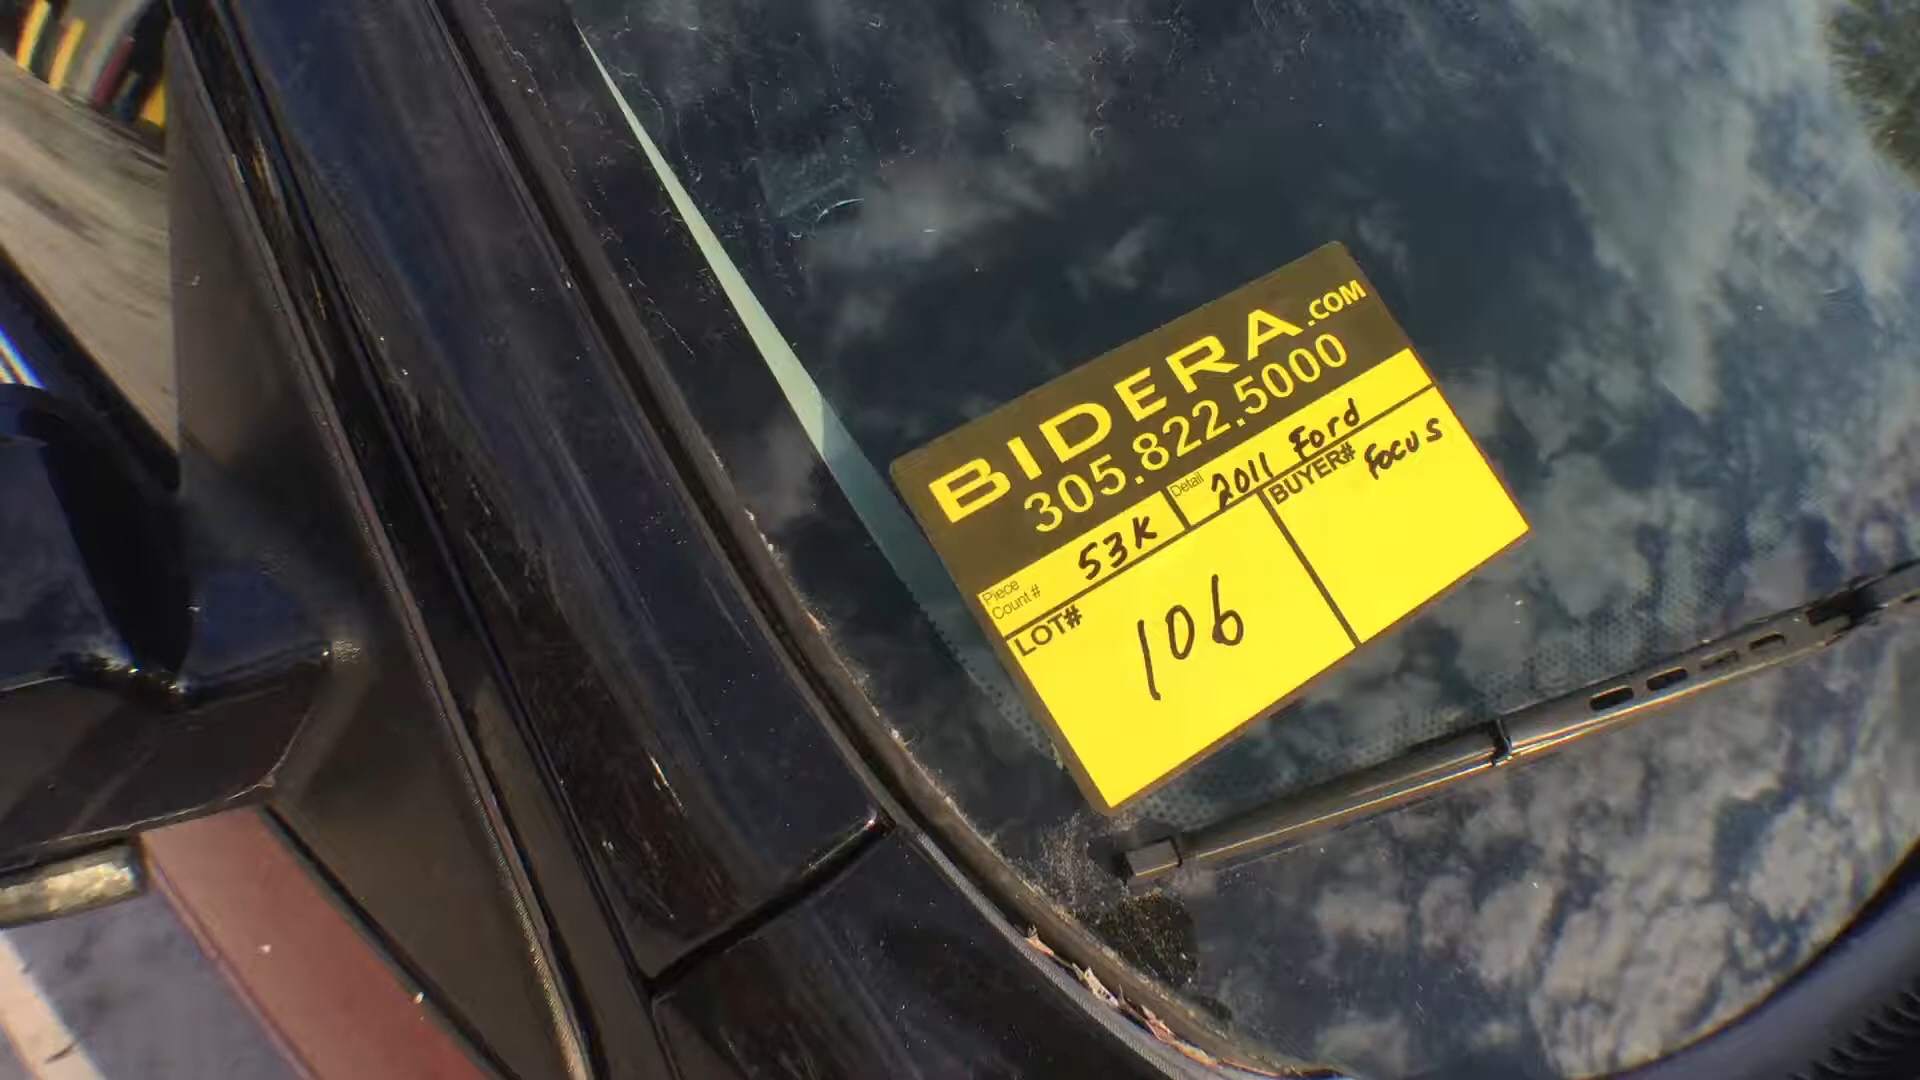 BIDERA.COM
305.822.5000
Piece Count# 53K Detail 2011 Ford Focus
LOT# 106 BUYER#